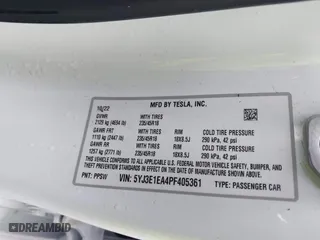 MFD BY TESLA, INC.
10/22
GVWR WITH TIRES
2129 kg (4694 lb) 235/45R18
GAWR FRT WITH TIRES RIM COLD TIRE PRESSURE
1110 kg (2447 lb) 235/45R18 18X8.5J 290 kPa, 42 psi
GAWR RR WITH TIRES RIM COLD TIRE PRESSURE
1257 kg (2771 lb) 235/45R18 18X8.5J 290 kPa, 42 psi
THIS VEHICLE CONFORMS TO ALL APPLICABLE U.S. FEDERAL MOTOR VEHICLE SAFETY, BUMPER, AND
THEFT PREVENTION STANDARDS IN EFFECT ON THE DATE OF MANUFACTURE SHOWN ABOVE.
PNT: PPSW VIN: 5YJ3E1EA4PF405361 TYPE: PASSENGER CAR
AUTOBIDMASTER